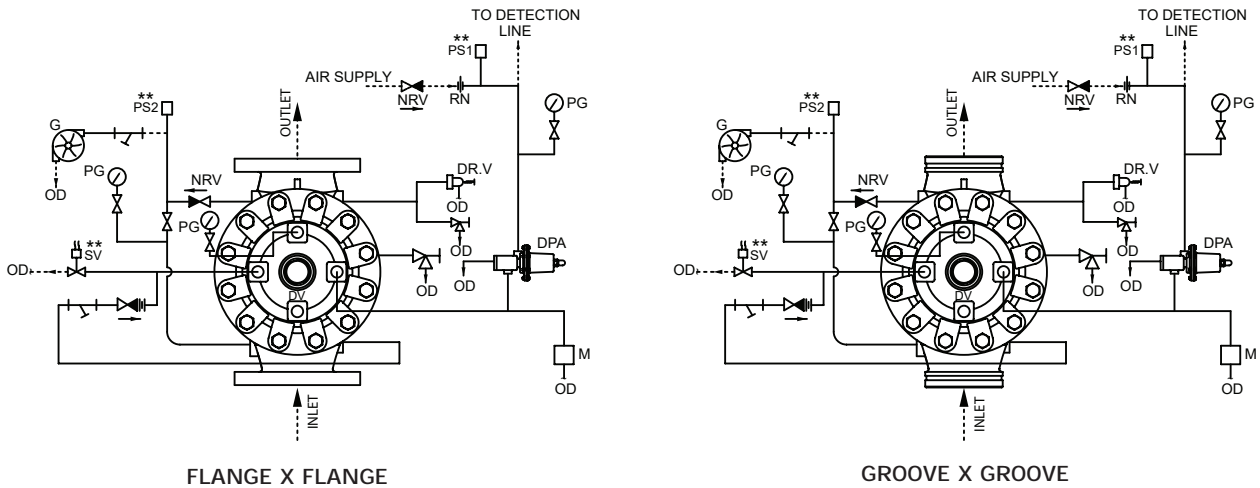 TO DETECTION
LINE
**
PS1
AIR SUPPLY
NRV
RN
PG
**
PS2
G
OD
PG
NRV
PG
OUTLET
DR.V
OD
OD
**
SV
OD
DV
OD
DPA
OD
M
OD
INLET
FLANGE X FLANGE
TO DETECTION
LINE
**
PS1
AIR SUPPLY
NRV
RN
PG
**
PS2
G
OD
PG
NRV
PG
OUTLET
DR.V
OD
OD
**
SV
OD
DV
OD
DPA
OD
M
OD
INLET
GROOVE X GROOVE